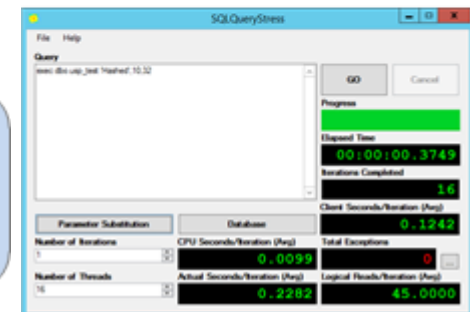 SQLQueryStress
File Help
Query
exec dbo.usp_test 'Hashed',10,32
GO Cancel
Progress
Elapsed Time
00:00:00.3749
Iterations Completed
16
Client Seconds/Iteration (Avg)
0.1242
Parameter Substitution Database
Number of Iterations CPU Seconds/Iteration (Avg) Total Exceptions
1 0.0099 0 ...
Number of Threads Actual Seconds/Iteration (Avg) Logical Reads/Iteration (Avg)
16 0.2282 45.0000